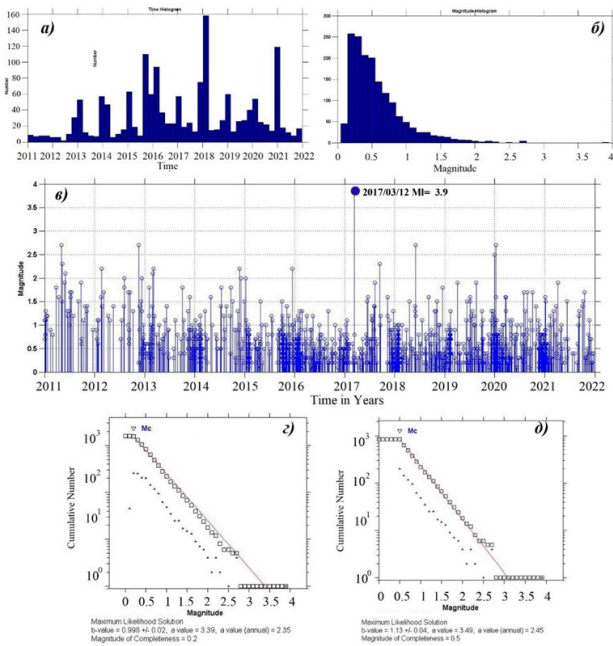 Time Histogram
а)
Number
Number
160
140
120
100
80
60
40
20
0
2011 2012 2013 2014 2015 2016 2017 2018 2019 2020 2021 2022
Time
Magnitude Histogram
б)
300
250
200
150
100
50
0
0 0.5 1 1.5 2 2.5 3 3.5 4
Magnitude
в)
2017/03/12 Ml= 3.9
Magnitude
4
3.5
3
2.5
2
1.5
1
0.5
0
2011 2012 2013 2014 2015 2016 2017 2018 2019 2020 2021 2022
Time in Years
г)
Mc
Cumulative Number
10³
10²
10¹
10⁰
0 0.5 1 1.5 2 2.5 3 3.5 4
Magnitude
Maximum Likelihood Solution
b-value = 0.998 +/- 0.02, a value = 3.39, a value (annual) = 2.35
Magnitude of Completeness = 0.2
д)
Mc
Cumulative Number
10³
10²
10¹
10⁰
0 0.5 1 1.5 2 2.5 3 3.5 4
Magnitude
Maximum Likelihood Solution
b-value = 1.13 +/- 0.04, a value = 3.49, a value (annual) = 2.45
Magnitude of Completeness = 0.5